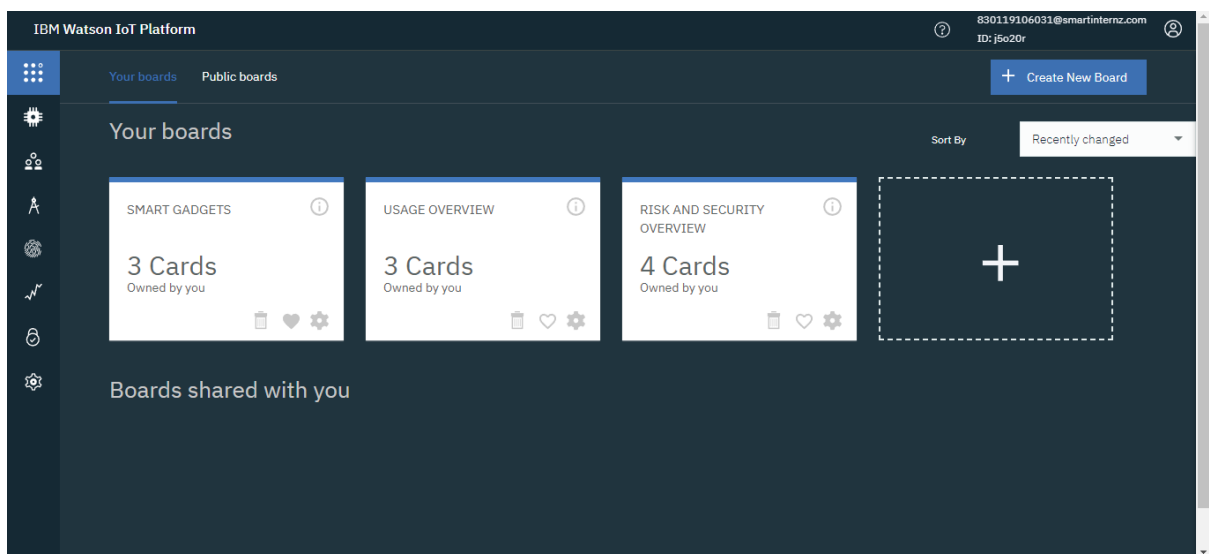 IBM Watson IoT Platform
830119106031@smartinternz.com
ID: j5o20r
Your boards
Public boards
+ Create New Board
Your boards
Sort By
Recently changed
SMART GADGETS
3 Cards
Owned by you
USAGE OVERVIEW
3 Cards
Owned by you
RISK AND SECURITY
OVERVIEW
4 Cards
Owned by you
Boards shared with you